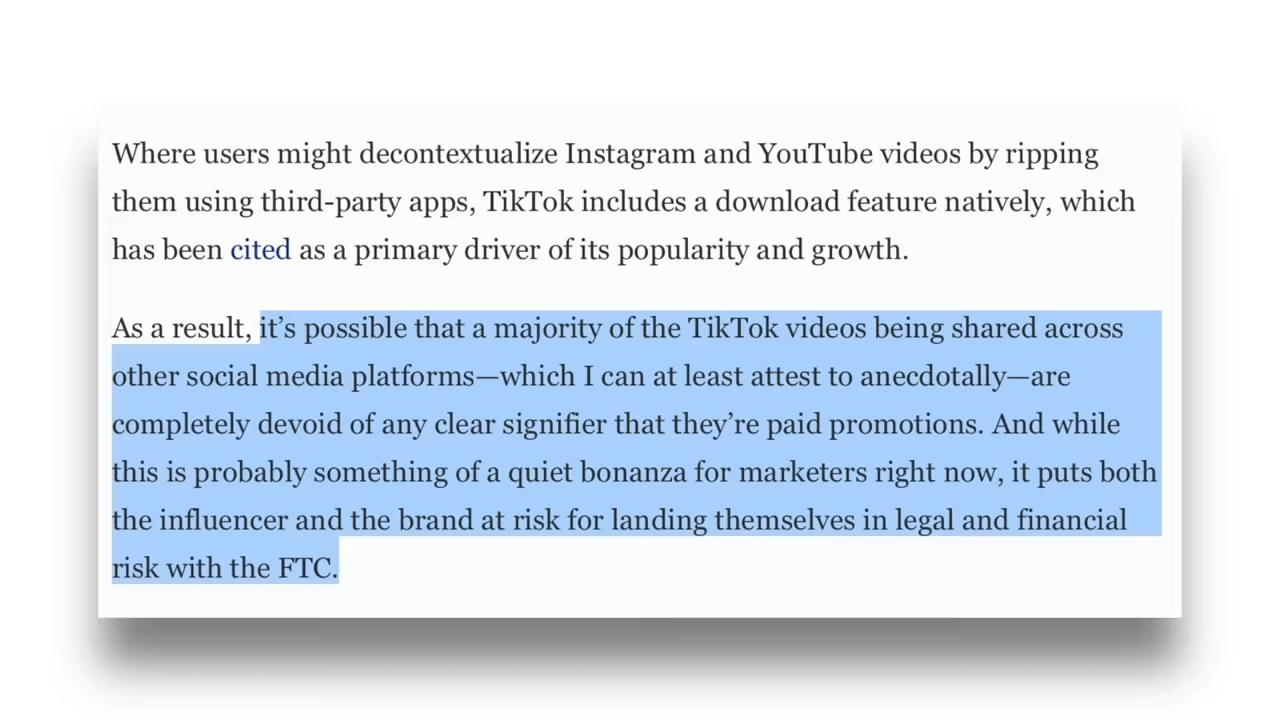 Where users might decontextualize Instagram and YouTube videos by ripping
them using third-party apps, TikTok includes a download feature natively, which
has been cited as a primary driver of its popularity and growth.
As a result, it’s possible that a majority of the TikTok videos being shared across
other social media platforms—which I can at least attest to anecdotally—are
completely devoid of any clear signifier that they’re paid promotions. And while
this is probably something of a quiet bonanza for marketers right now, it puts both
the influencer and the brand at risk for landing themselves in legal and financial
risk with the FTC.